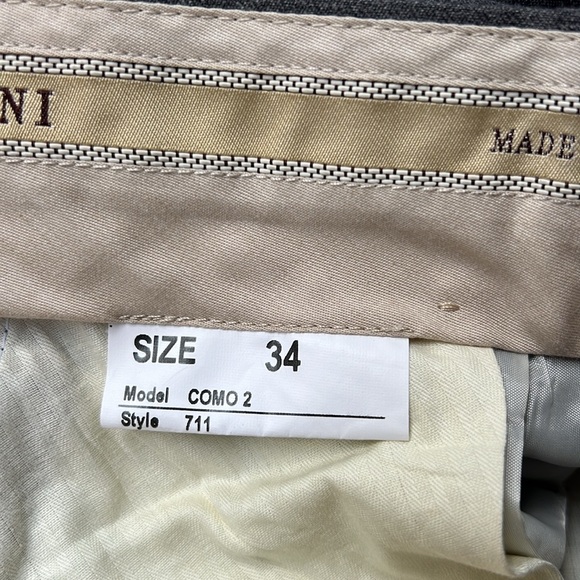 NI MADE
SIZE 34
Model COMO 2
Style 711